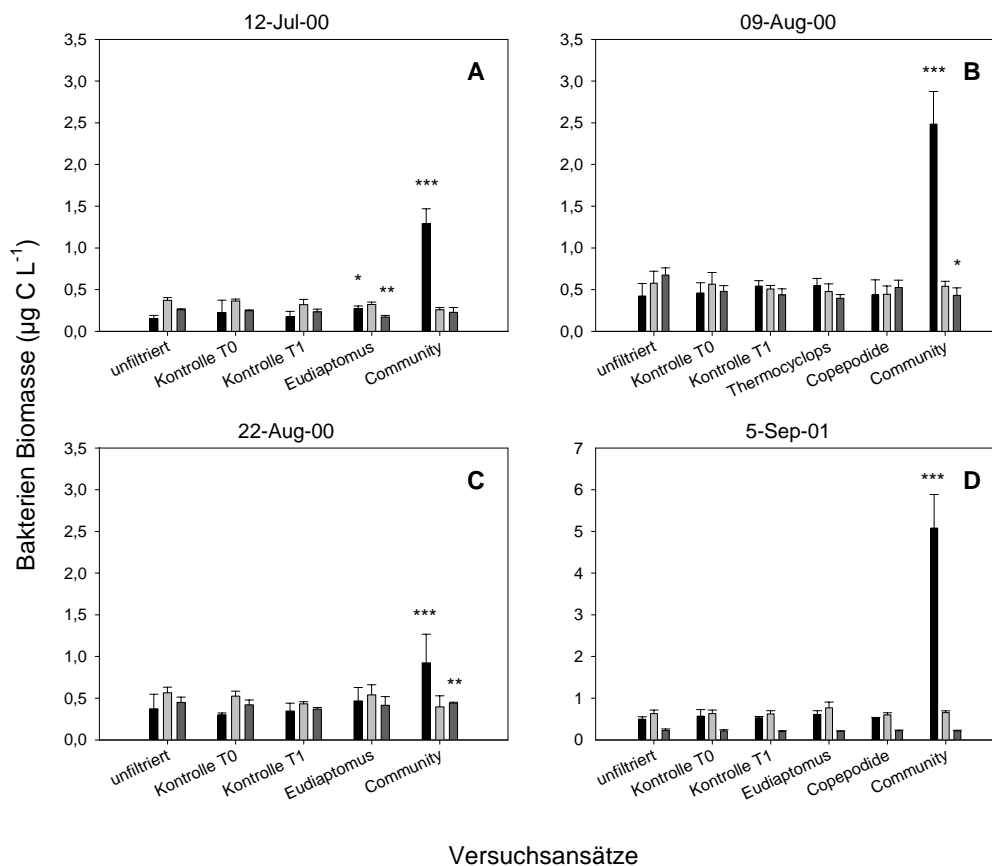 12-Jul-00
A
3,5
3,0
2,5
2,0
1,5
1,0
0,5
0,0
***
*
**
unfiltriert
Kontrolle T0
Kontrolle T1
Eudiaptomus
Community
09-Aug-00
B
3,5
3,0
2,5
2,0
1,5
1,0
0,5
0,0
***
*
unfiltriert
Kontrolle T0
Kontrolle T1
Thermocyclops
Copepodide
Community
22-Aug-00
C
3,5
3,0
2,5
2,0
1,5
1,0
0,5
0,0
***
**
unfiltriert
Kontrolle T0
Kontrolle T1
Eudiaptomus
Community
5-Sep-01
D
7
6
5
4
3
2
1
0
***
unfiltriert
Kontrolle T0
Kontrolle T1
Eudiaptomus
Copepodide
Community
Bakterien Biomasse (µg C L⁻¹)
Versuchsansätze